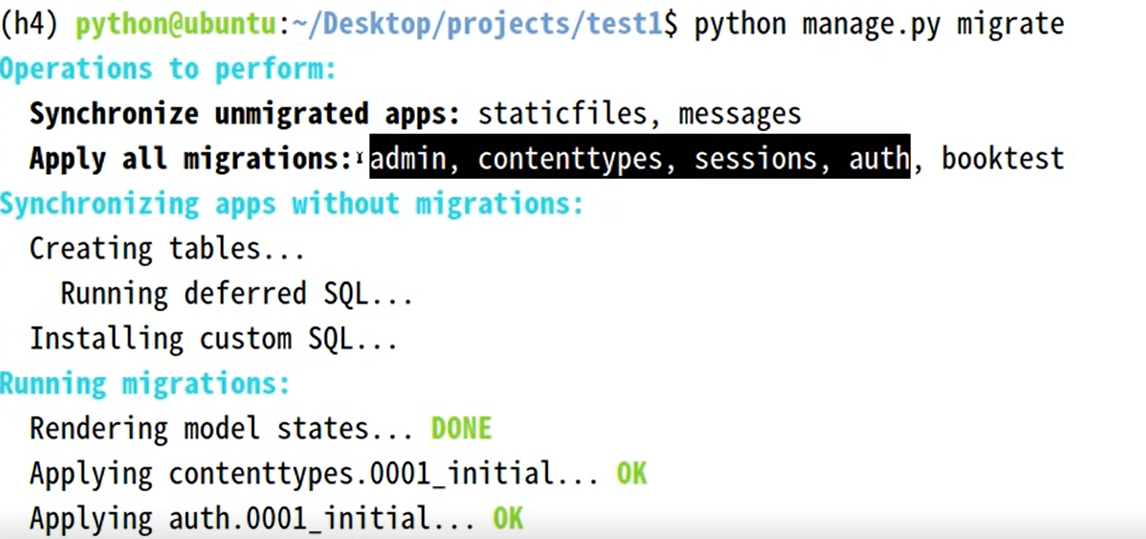 (h4) python@ubuntu:~/Desktop/projects/test1$ python manage.py migrate
Operations to perform:
Synchronize unmigrated apps: staticfiles, messages
Apply all migrations: admin, contenttypes, sessions, auth, booktest
Synchronizing apps without migrations:
Creating tables...
Running deferred SQL...
Installing custom SQL...
Running migrations:
Rendering model states... DONE
Applying contenttypes.0001_initial... OK
Applying auth.0001_initial... OK